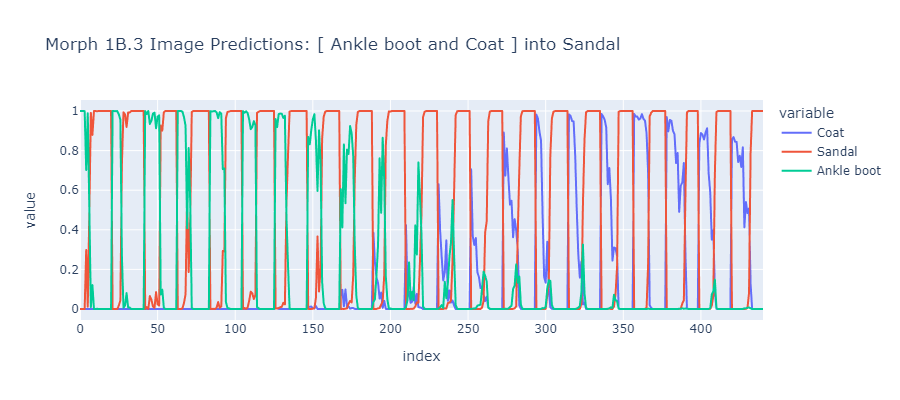 Morph 1B.3 Image Predictions: [ Ankle boot and Coat ] into Sandal
variable
Coat
Sandal
Ankle boot
value
1
0.8
0.6
0.4
0.2
0
0 50 100 150 200 250 300 350 400
index